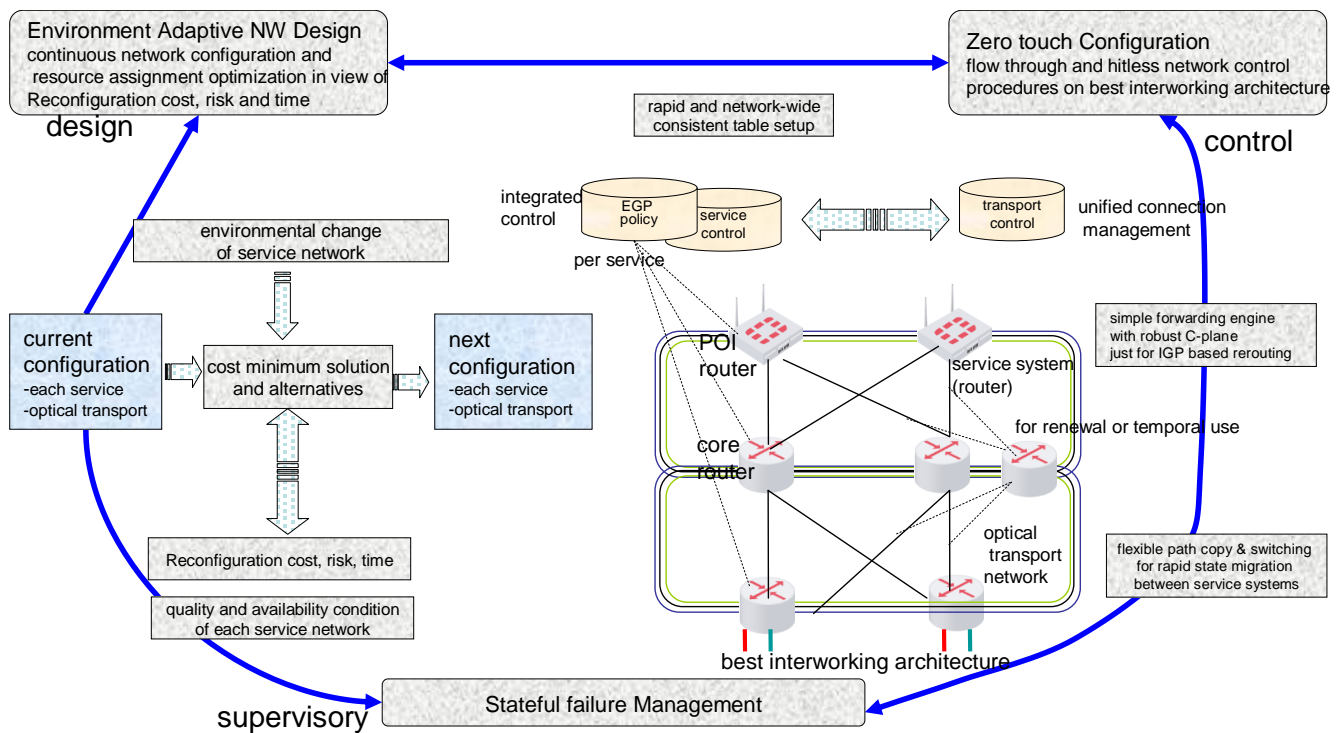 Environment Adaptive NW Design
continuous network configuration and
resource assignment optimization in view of
Reconfiguration cost, risk and time
design
Zero touch Configuration
flow through and hitless network control
procedures on best interworking architecture
control
rapid and network-wide
consistent table setup
integrated
control
EGP
policy
service
control
transport
control
unified connection
management
per service
environmental change
of service network
current
configuration
-each service
-optical transport
cost minimum solution
and alternatives
next
configuration
-each service
-optical transport
Reconfiguration cost, risk, time
quality and availability condition
of each service network
POI
router
service system
(router)
simple forwarding engine
with robust C-plane
just for IGP based rerouting
for renewal or temporal use
core
router
optical
transport
network
flexible path copy & switching
for rapid state migration
between service systems
best interworking architecture
Stateful failure Management
supervisory